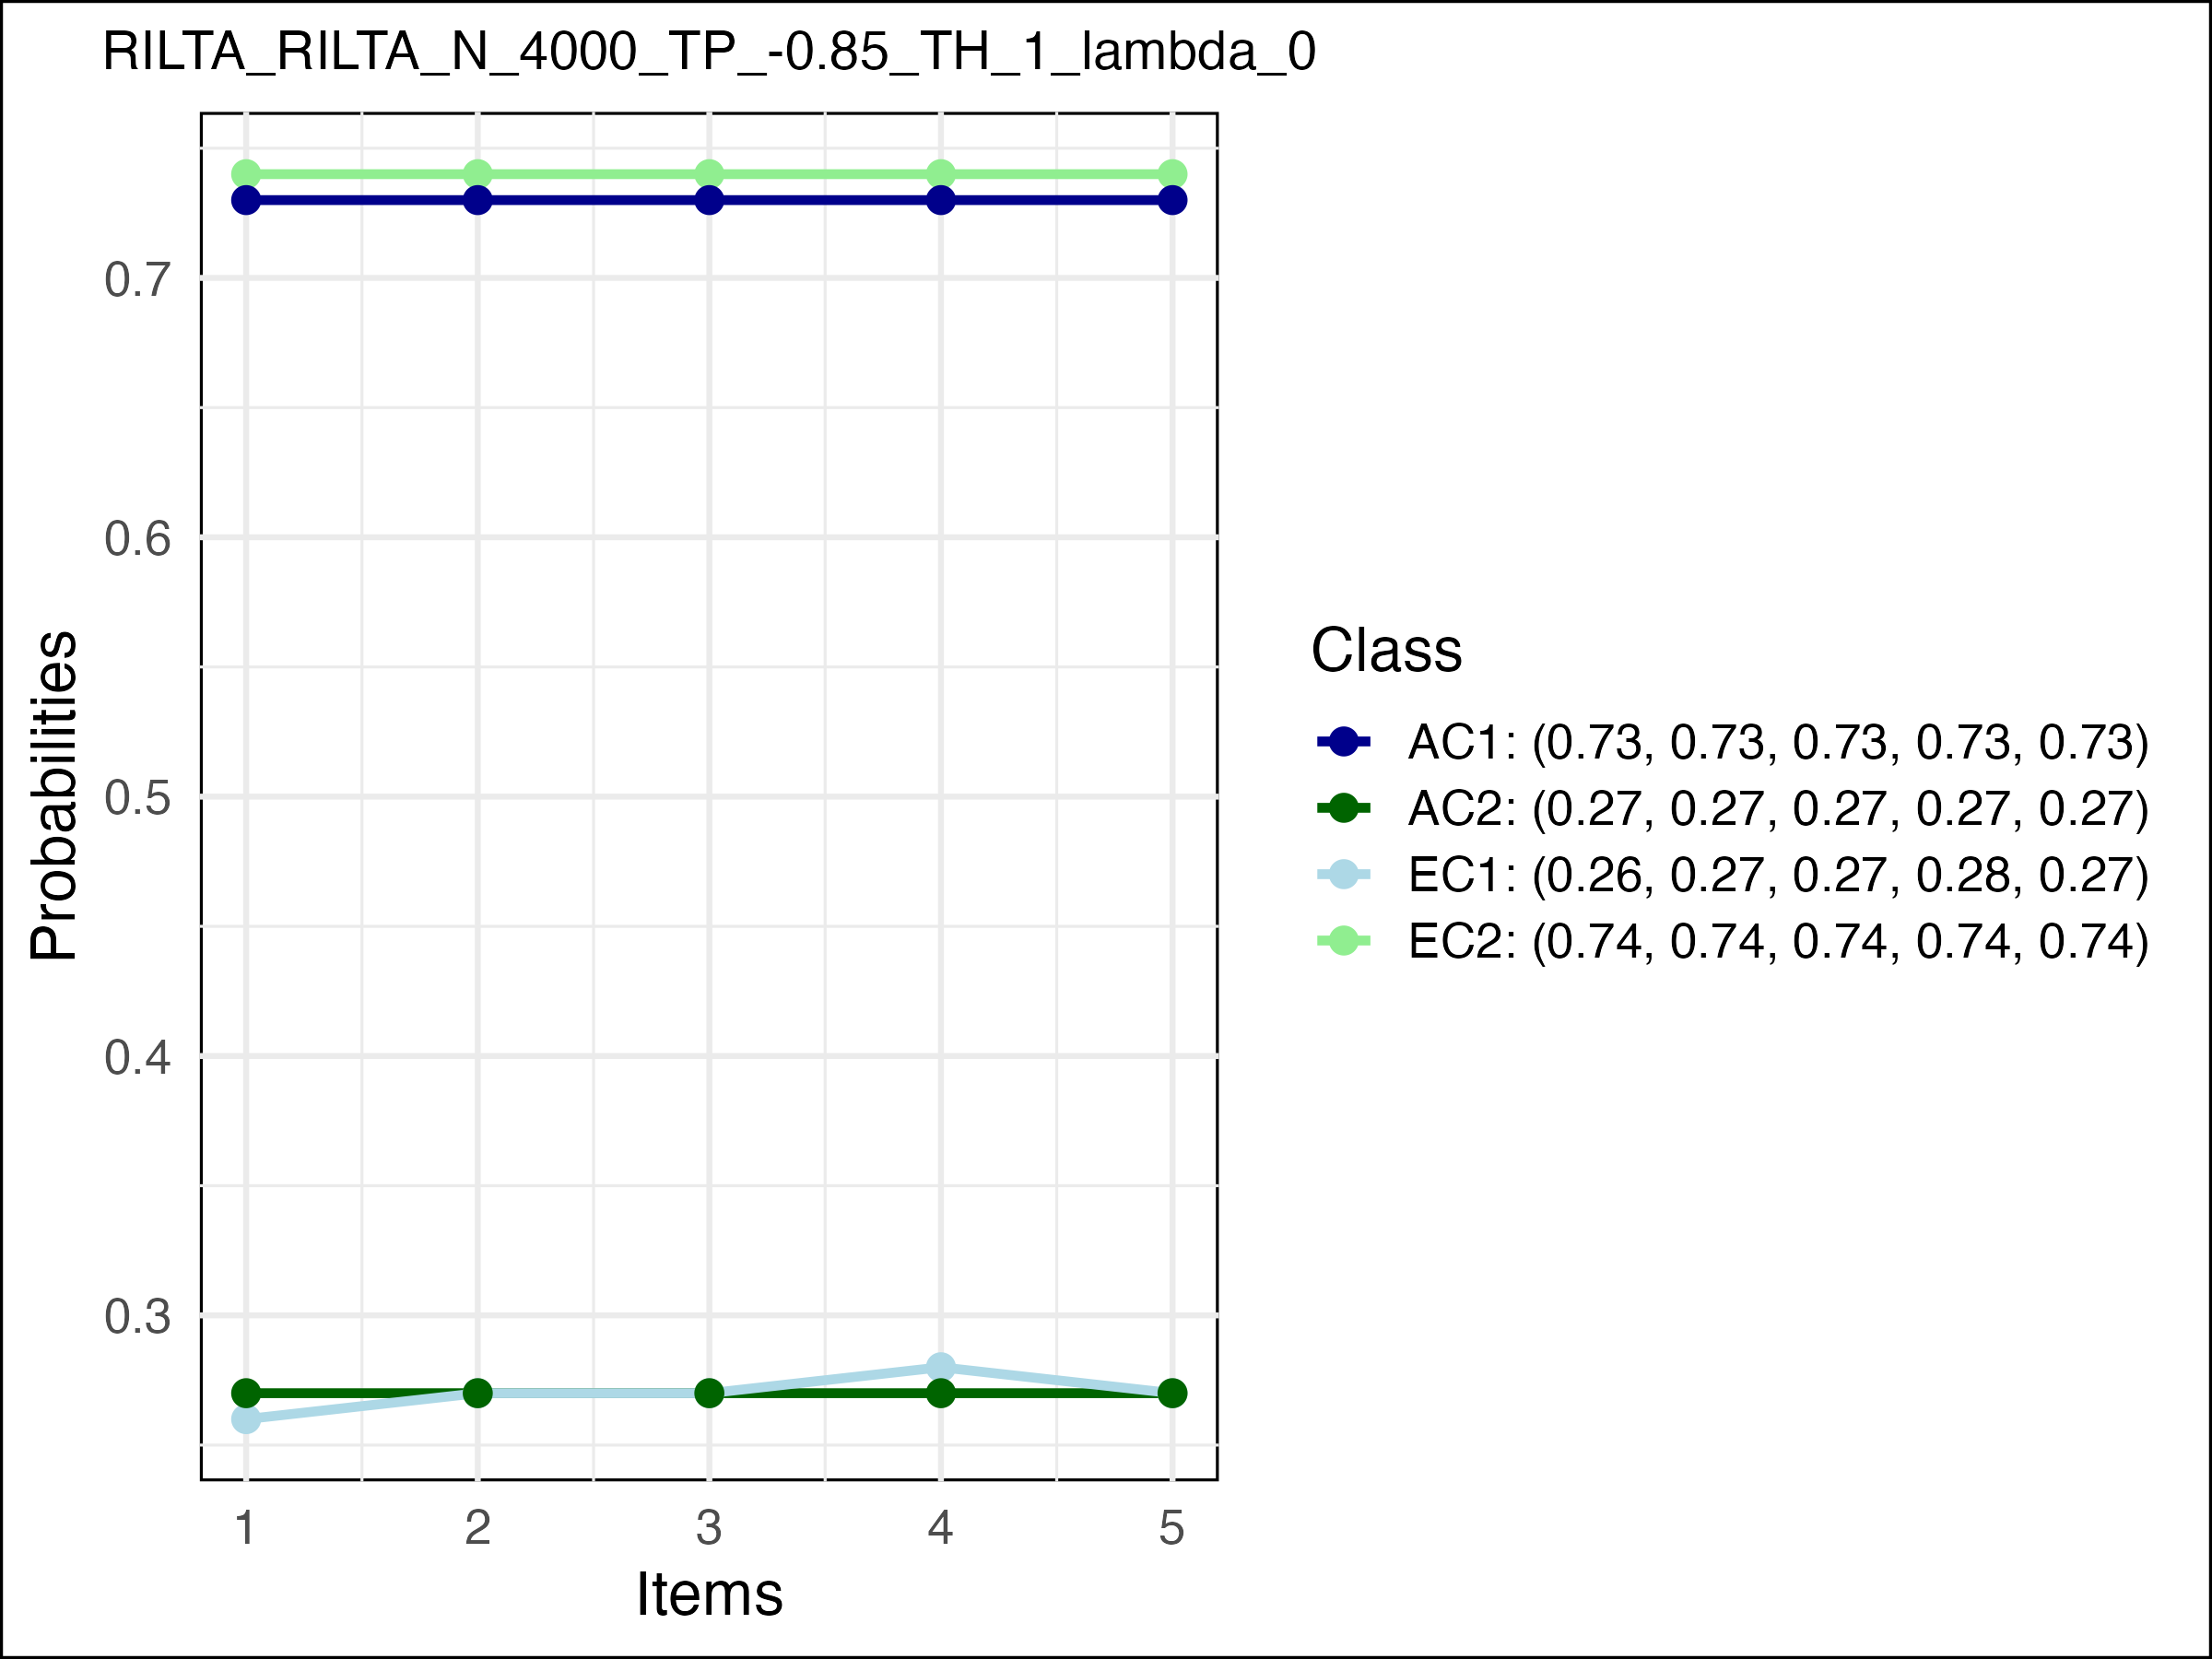 RILTA_RILTA_N_4000_TP_-0.85_TH_1_lambda_0
Probabilities
0.7
0.6
0.5
0.4
0.3
1 2 3 4 5
Items
Class
AC1: (0.73, 0.73, 0.73, 0.73, 0.73)
AC2: (0.27, 0.27, 0.27, 0.27, 0.27)
EC1: (0.26, 0.27, 0.27, 0.28, 0.27)
EC2: (0.74, 0.74, 0.74, 0.74, 0.74)